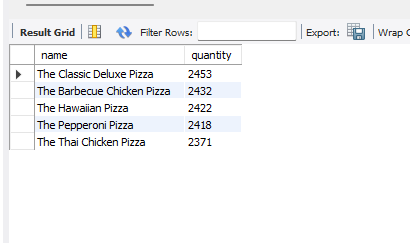 Result Grid Filter Rows: Export: Wrap C
name quantity
The Classic Deluxe Pizza 2453
The Barbecue Chicken Pizza 2432
The Hawaiian Pizza 2422
The Pepperoni Pizza 2418
The Thai Chicken Pizza 2371